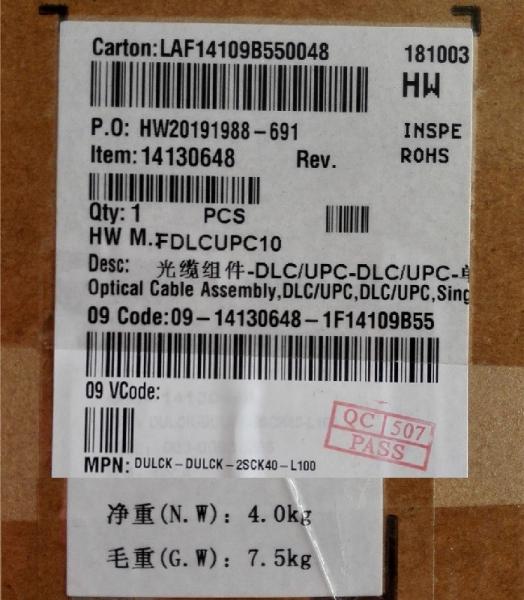 Carton:LAF14109B550048 181003
HW
P.O: HW20191988-691 INSPE
Item:14130648 Rev. ROHS
Qty: 1 PCS
HW M.:FDLCUPC10
Desc: 光缆组件-DLC/UPC-DLC/UPC-单
Optical Cable Assembly,DLC/UPC,DLC/UPC,Sing
09 Code:09-14130648-1F14109B55
09 VCode:
QC 507
PASS
MPN: DULCK-DULCK-2SCK40-L100
净重(N.W): 4.0kg
毛重(G.W): 7.5kg